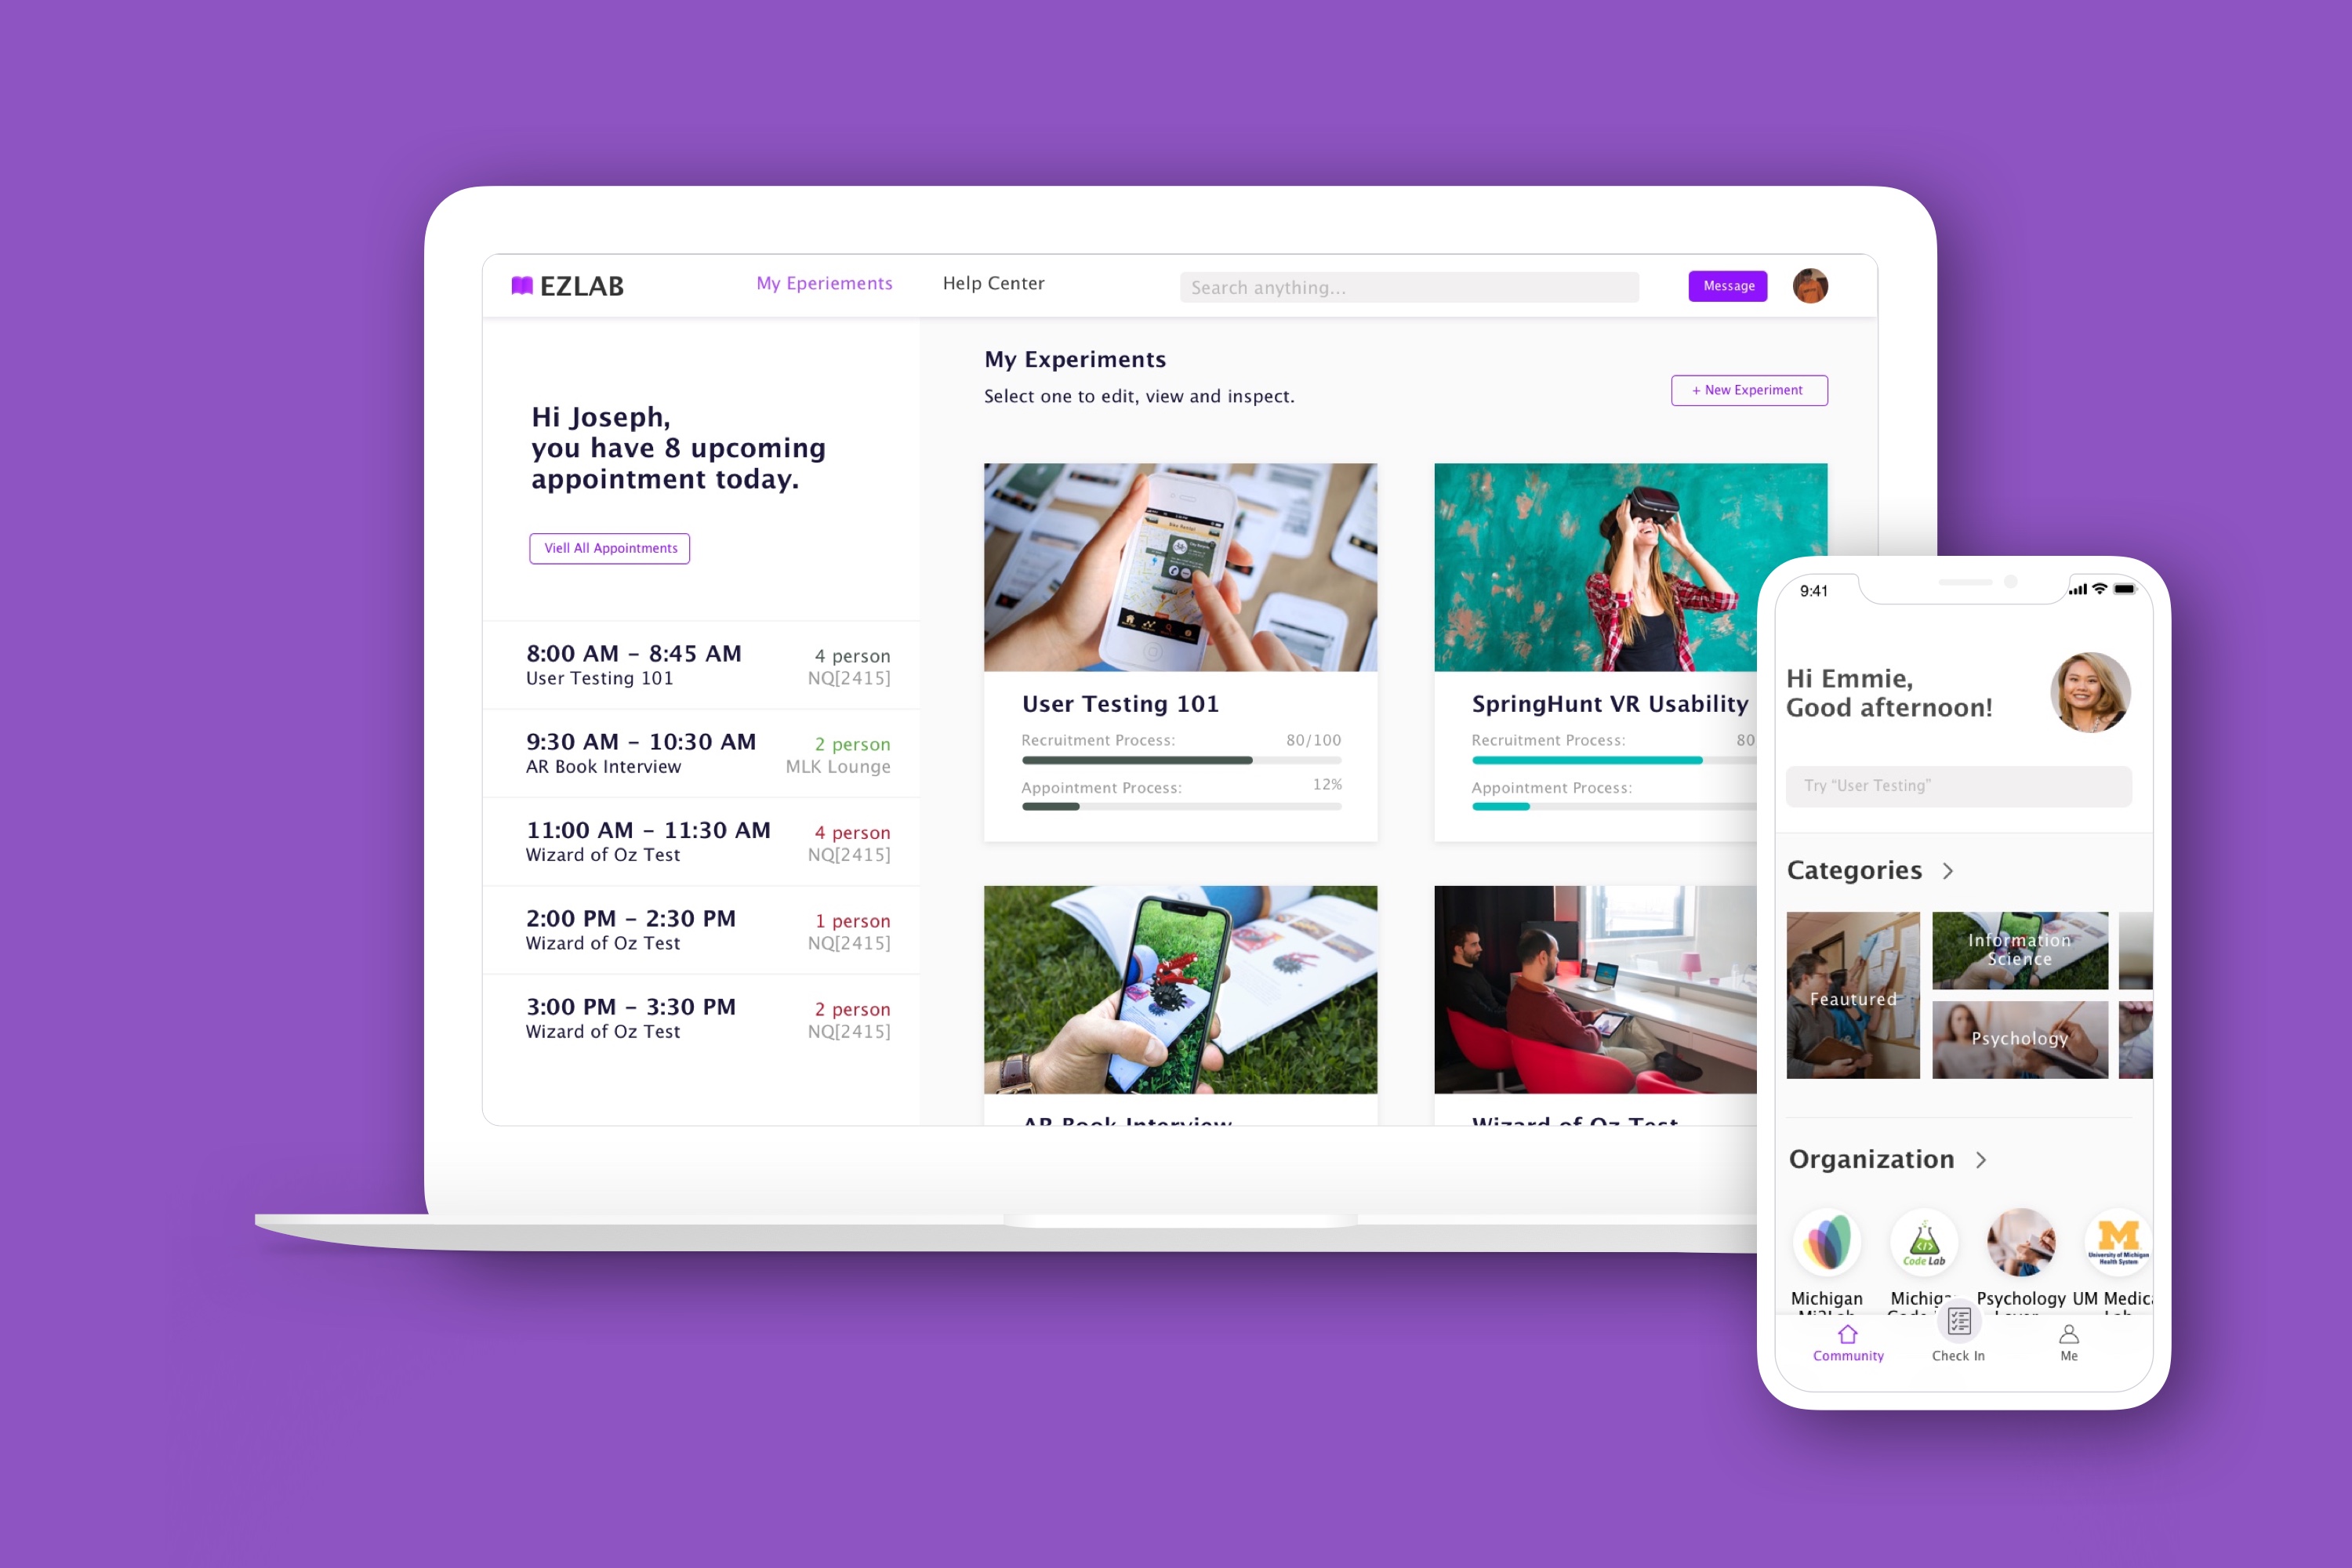 EZLAB
My Eperiements
Help Center
Search anything...
Message
Hi Joseph,
you have 8 upcoming
appointment today.
Viell All Appointments
8:00 AM – 8:45 AM
4 person
User Testing 101
NQ[2415]
9:30 AM – 10:30 AM
2 person
AR Book Interview
MLK Lounge
11:00 AM – 11:30 AM
4 person
Wizard of Oz Test
NQ[2415]
2:00 PM – 2:30 PM
1 person
Wizard of Oz Test
NQ[2415]
3:00 PM – 3:30 PM
2 person
Wizard of Oz Test
NQ[2415]
My Experiments
Select one to edit, view and inspect.
+ New Experiment
User Testing 101
Recruitment Process:
80/100
Appointment Process:
12%
SpringHunt VR Usability
Recruitment Process:
80
Appointment Process:
AR Book Interview
Wizard of Oz Test
9:41
Hi Emmie,
Good afternoon!
Try “User Testing”
Categories
Feautured
Information
Science
Psychology
Organization
Code Lab
M
University of Michigan
Health System
Michigan
Psychology
UM Medica
Community
Check In
Me